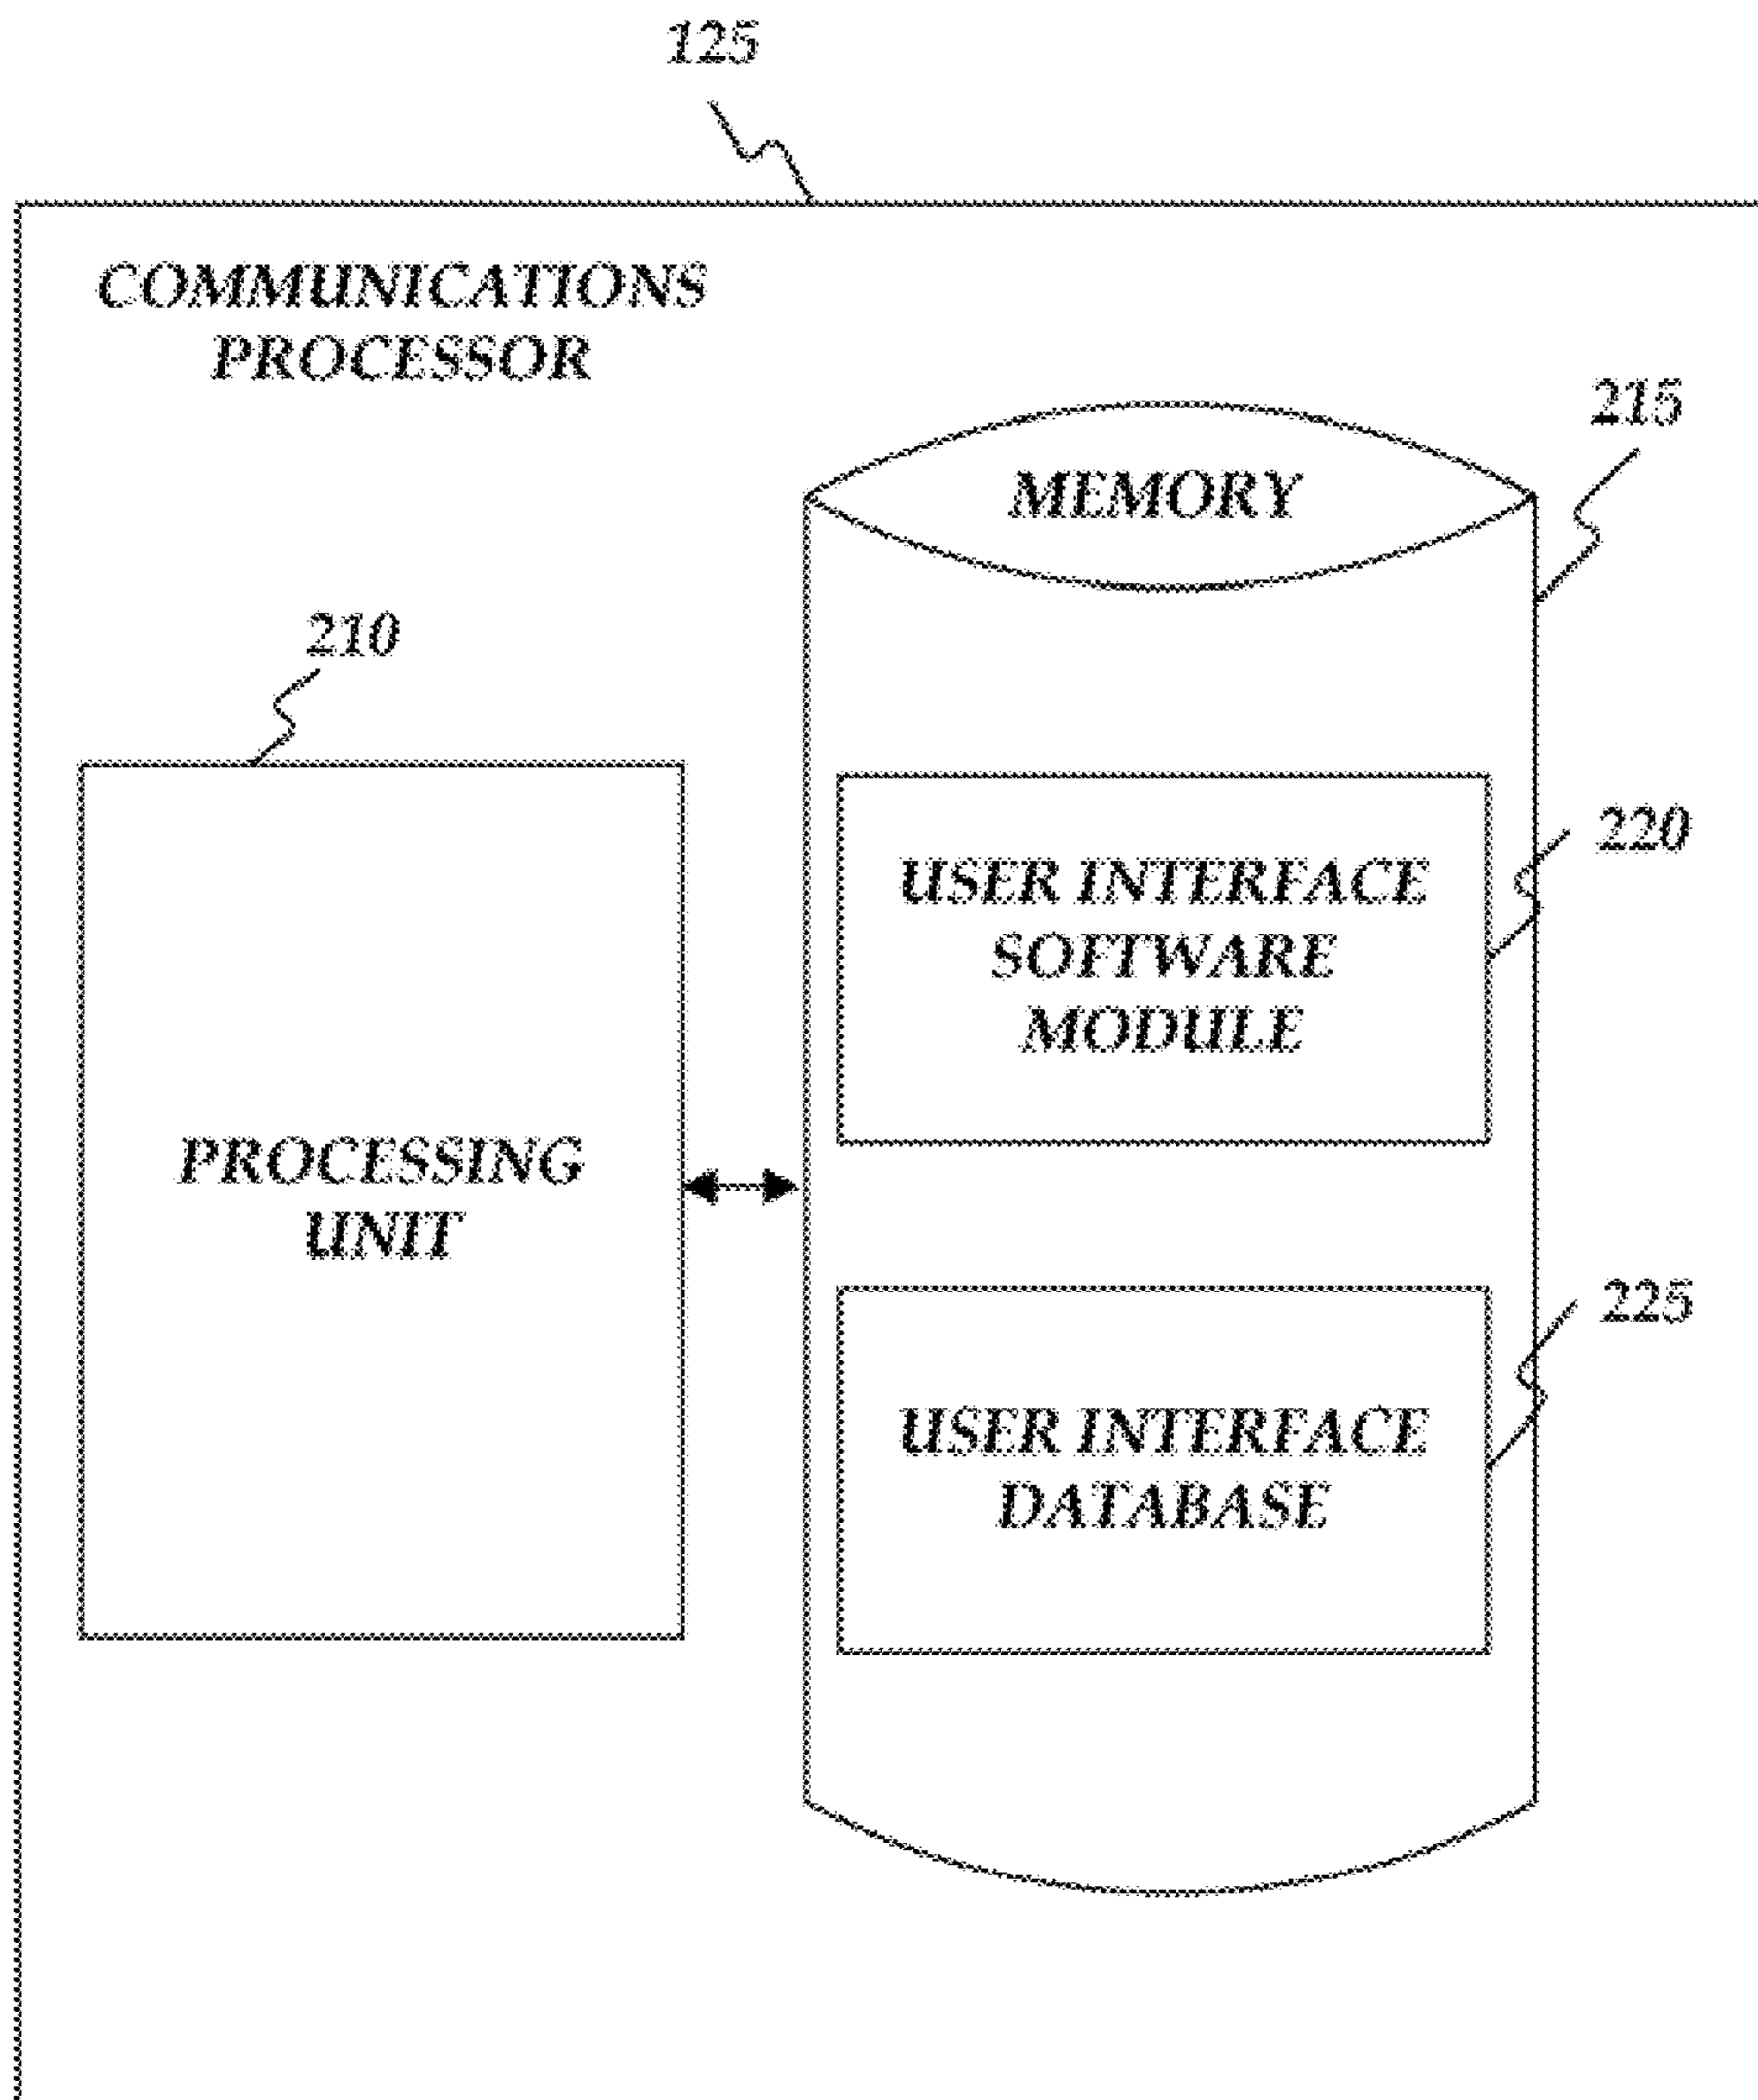 125
COMMUNICATIONS
PROCESSOR
215
MEMORY
210
220
USER INTERFACE
SOFTWARE
MODULE
PROCESSING
UNIT
225
USER INTERFACE
DATABASE